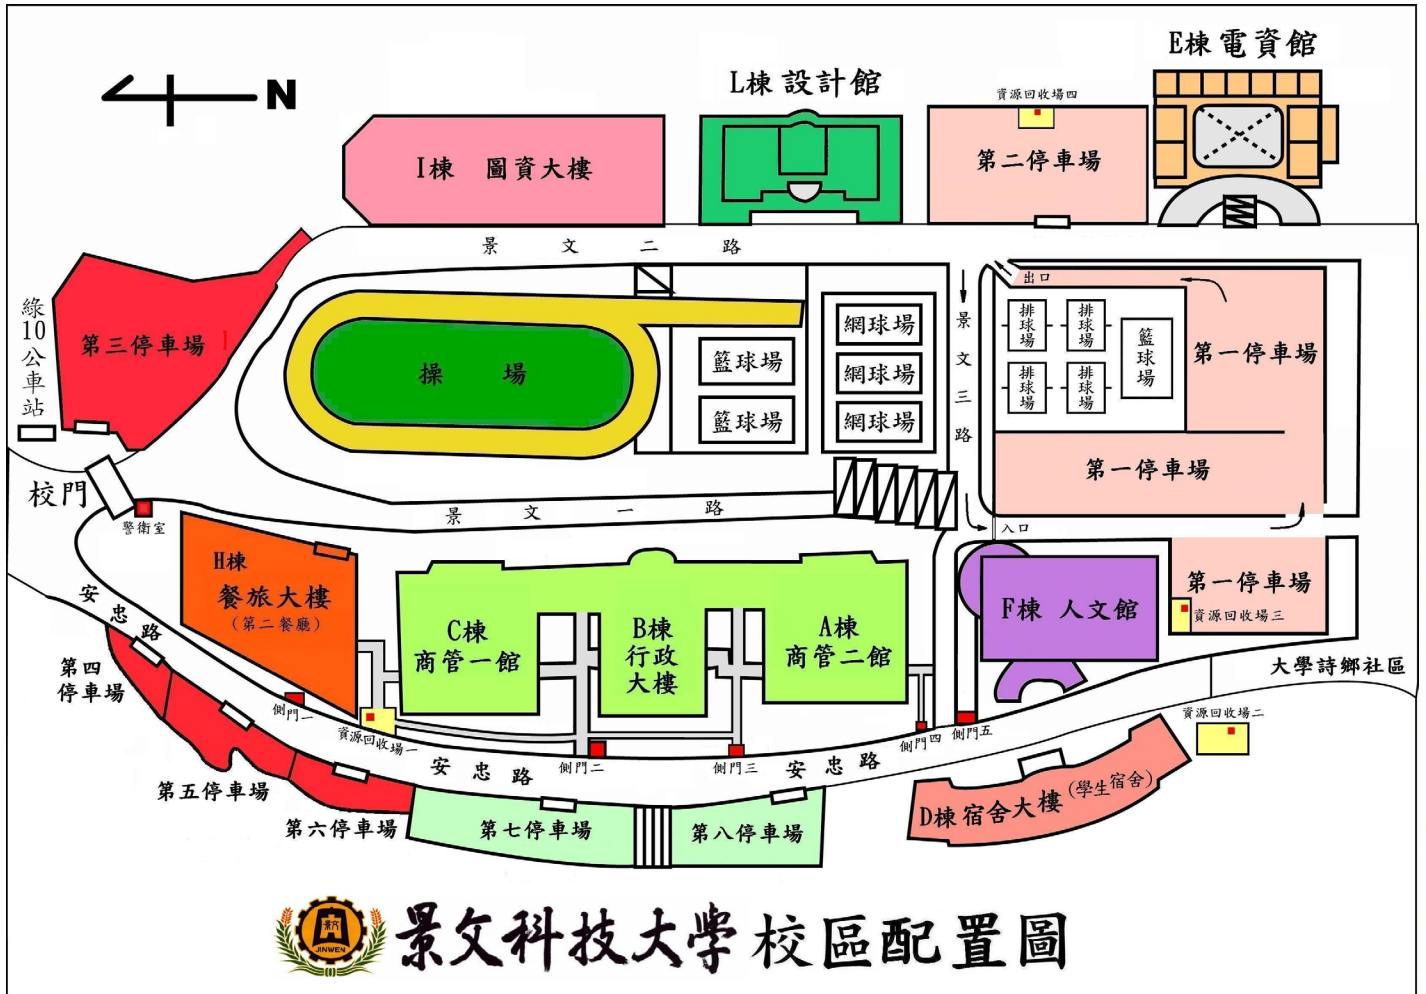 E棟電資館
L棟設計館
資源回收場四
N
I棟 圖資大樓
第二停車場
景文二路
出口
綠10公車站
第三停車場
操場
籃球場
籃球場
網球場
網球場
網球場
景文三路
排球場
排球場
排球場
排球場
籃球場
第一停車場
第一停車場
校門
警衛室
景文一路
入口
H棟
餐旅大樓
(第二餐廳)
C棟
商管一館
B棟
行政
大樓
A棟
商管二館
F棟 人文館
第一停車場
資源回收場三
安忠路
第四
停車場
側門一
資源回收場一
安忠路
側門二
側門三
安忠路
側門四
側門五
大學詩鄉社區
資源回收場二
第五停車場
第六停車場
第七停車場
第八停車場
D棟宿舍大樓(學生宿舍)
景文
JINWEN
景文科技大学校區配置圖